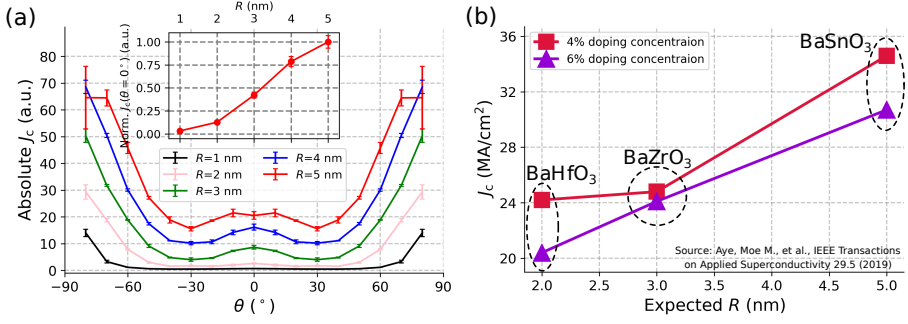 (a)
R (nm)
1 2 3 4 5
Norm. J_c(θ=0°) (a.u.)
1.00
0.75
0.50
0.25
0.00
Absolute J_c (a.u.)
80
70
60
50
40
30
20
10
0
R=1 nm
R=2 nm
R=3 nm
R=4 nm
R=5 nm
−90 −60 −30 0 30 60 90
θ (°)
(b)
J_c (MA/cm²)
36
32
28
24
20
4% doping concentraion
6% doping concentraion
BaSnO₃
BaZrO₃
BaHfO₃
Source: Aye, Moe M., et al., IEEE Transactions
on Applied Superconductivity 29.5 (2019)
2.0 2.5 3.0 3.5 4.0 4.5 5.0
Expected R (nm)